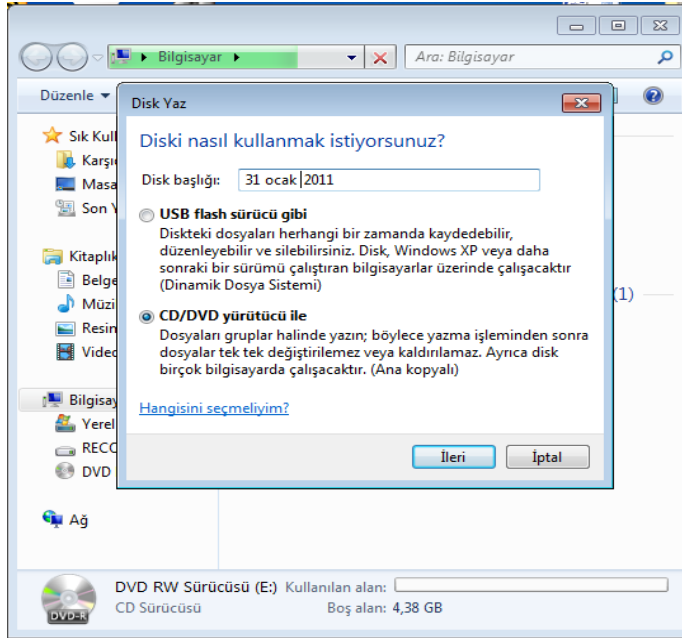 Bilgisayar
Ara: Bilgisayar
Düzenle
Disk Yaz
Diski nasıl kullanmak istiyorsunuz?
Disk başlığı: 31 ocak 2011
USB flash sürücü gibi
Diskteki dosyaları herhangi bir zamanda kaydedebilir,
düzenleyebilir ve silebilirsiniz. Disk, Windows XP veya daha
sonraki bir sürümü çalıştıran bilgisayarlar üzerinde çalışacaktır
(Dinamik Dosya Sistemi)
CD/DVD yürütücü ile
Dosyaları gruplar halinde yazın; böylece yazma işleminden sonra
dosyalar tek tek değiştirilemez veya kaldırılamaz. Ayrıca disk
birçok bilgisayarda çalışacaktır. (Ana kopyalı)
Hangisini seçmeliyim?
İleri İptal
Sık Kull
Karşı
Masa
Son Y
Kitaplık
Belge
Müzi
Resim
Video
(1)
Bilgisay
Yerel
RECO
DVD
Ağ
DVD RW Sürücüsü (E:) Kullanılan alan:
CD Sürücüsü Boş alan: 4,38 GB
DVD-R